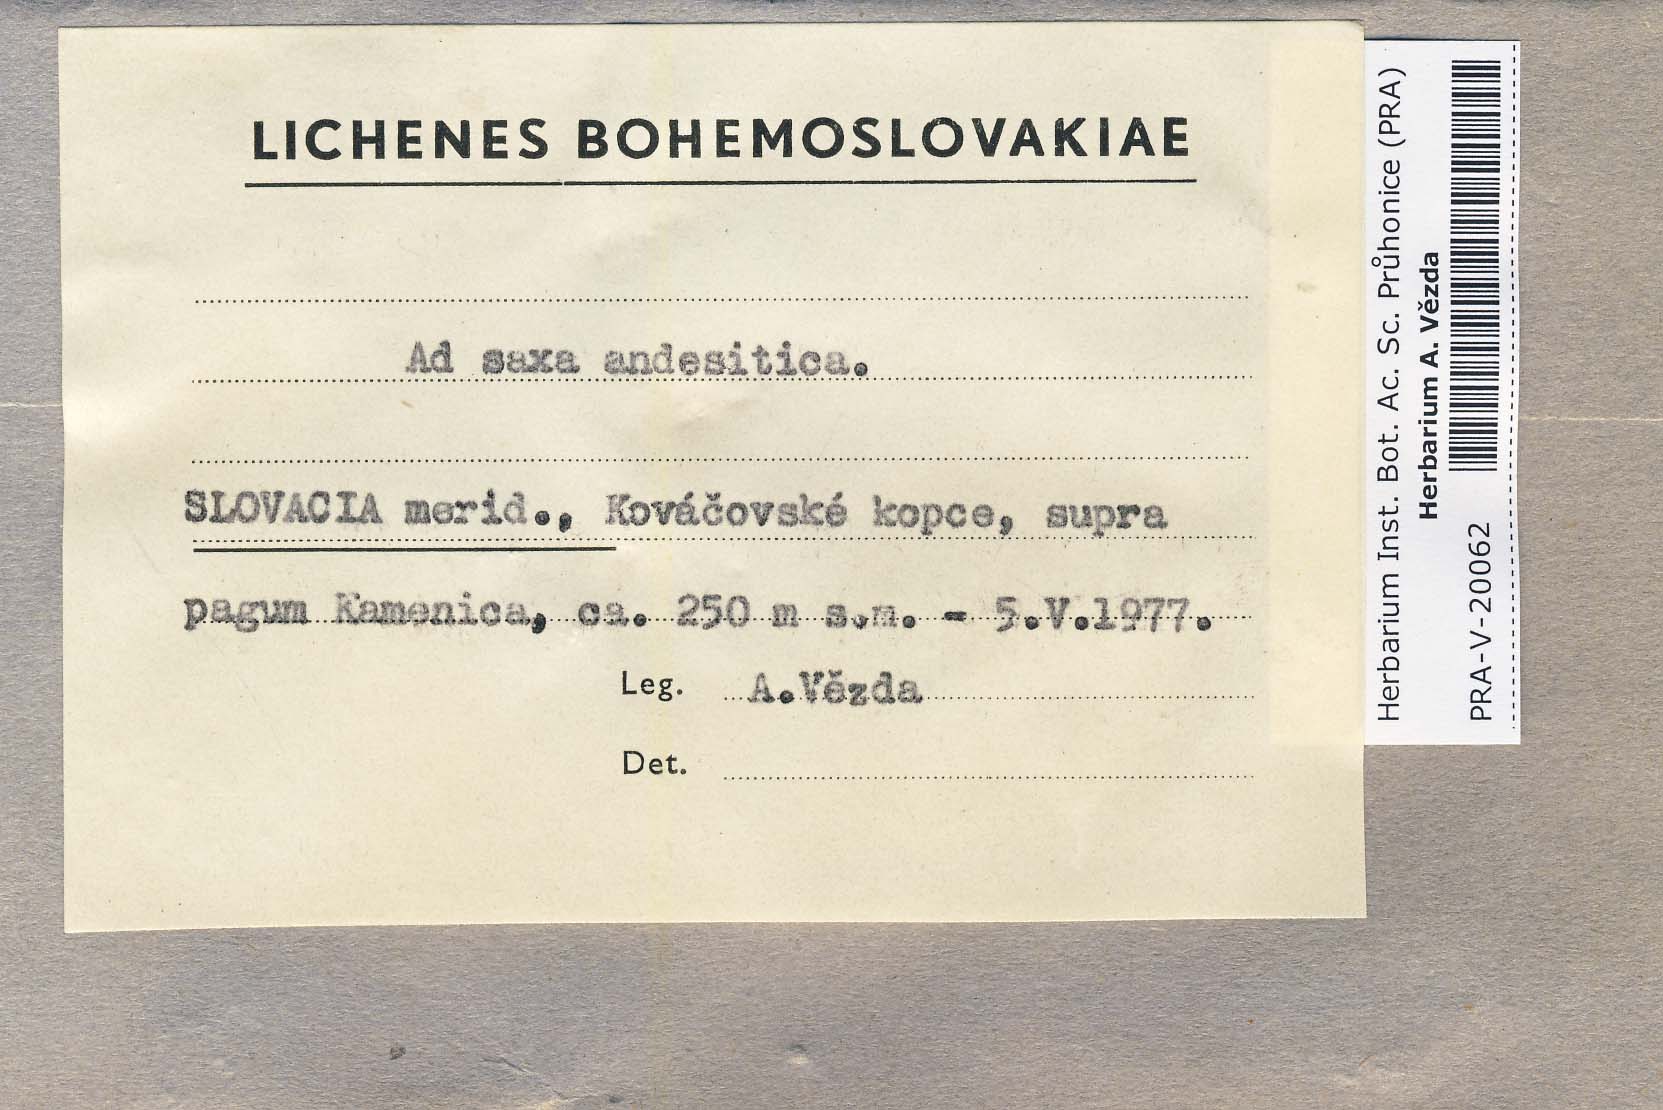 LICHENES BOHEMOSLOVAKIAE
Ad saxa andesitica.
SLOVACIA merid., Kováčovské kopce, supra
pagum Kamenica, ca. 250 m s.m. - 5.V.1977.
Leg. A.Vězda
Det.
Herbarium Inst. Bot. Ac. Sc. Průhonice (PRA)
Herbarium A. Vězda
PRA-V-20062